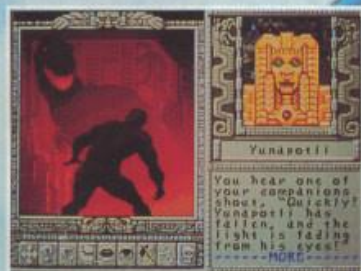 Yunapotli
You hear one of
your companions
shout, "Quickly!
Yunapotli has
fallen, and the
light is fading
from his eyes!
MORE